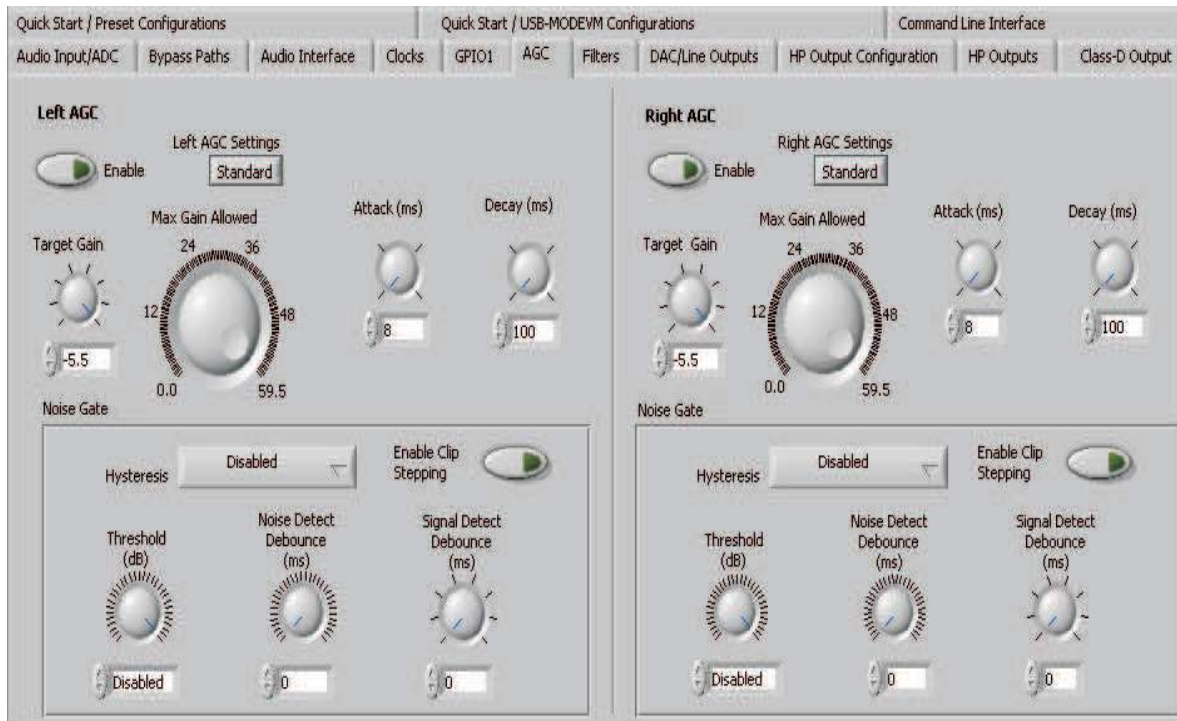 Quick Start / Preset Configurations
Quick Start / USB-MODEVM Configurations
Command Line Interface
Audio Input/ADC
Bypass Paths
Audio Interface
Clocks
GPIO1
AGC
Filters
DAC/Line Outputs
HP Output Configuration
HP Outputs
Class-D Output
Left AGC
Enable
Left AGC Settings
Standard
Target Gain
-5.5
Max Gain Allowed
0.0
12
24
36
48
59.5
Attack (ms)
8
Decay (ms)
100
Noise Gate
Hysteresis
Disabled
Enable Clip
Stepping
Threshold
(dB)
Disabled
Noise Detect
Debounce
(ms)
0
Signal Detect
Debounce
(ms)
0
Right AGC
Enable
Right AGC Settings
Standard
Target Gain
-5.5
Max Gain Allowed
0.0
12
24
36
48
59.5
Attack (ms)
8
Decay (ms)
100
Noise Gate
Hysteresis
Disabled
Enable Clip
Stepping
Threshold
(dB)
Disabled
Noise Detect
Debounce
(ms)
0
Signal Detect
Debounce
(ms)
0